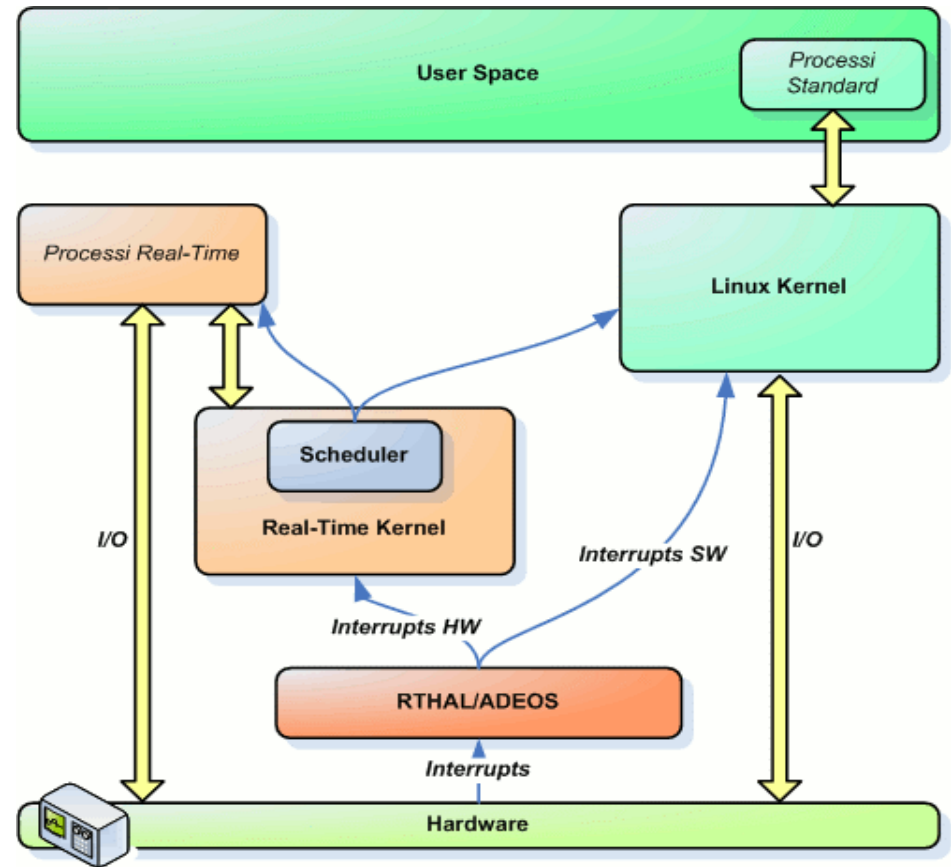 User Space
Processi
Standard
Processi Real-Time
Linux Kernel
Scheduler
Real-Time Kernel
I/O
Interrupts SW
I/O
Interrupts HW
RTHAL/ADEOS
Interrupts
Hardware